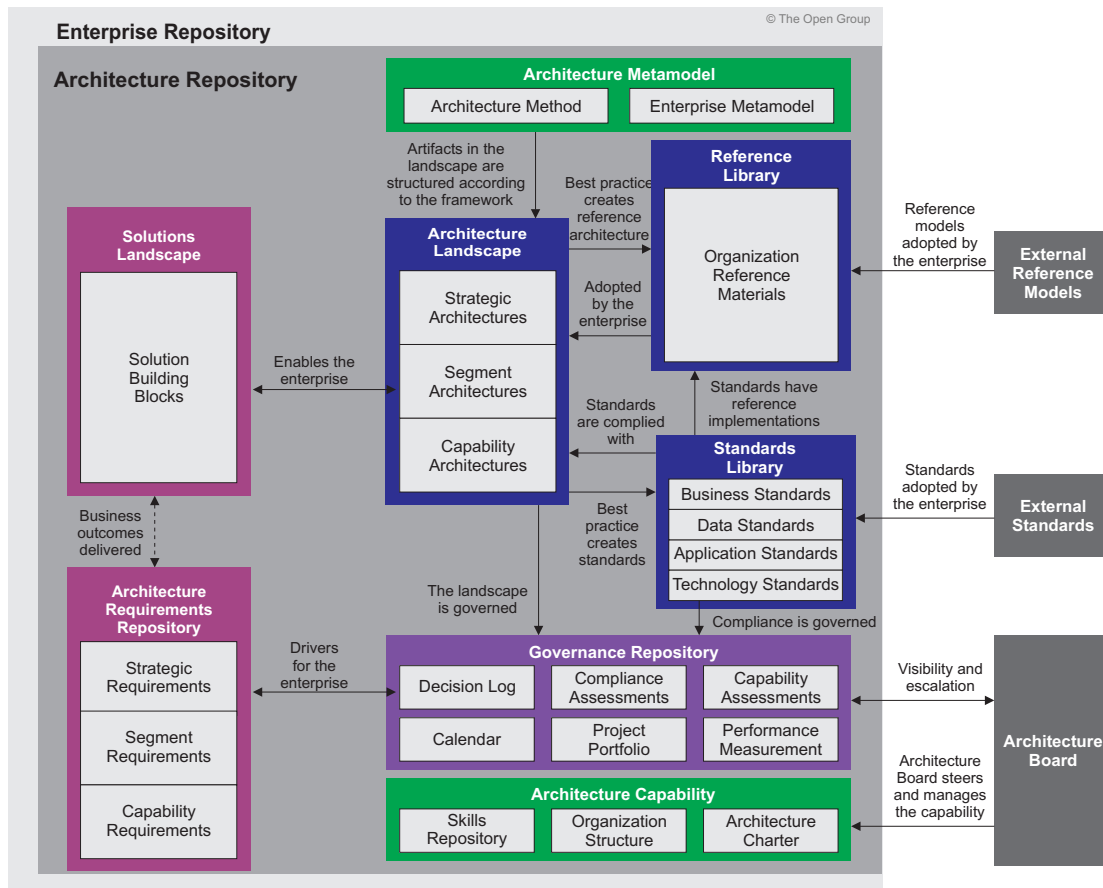 © The Open Group
Enterprise Repository
Architecture Repository
Architecture Metamodel
Architecture Method
Enterprise Metamodel
Artifacts in the
landscape are
structured according
to the framework
Best practice
creates
reference
architecture
Reference
Library
Organization
Reference
Materials
Reference
models
adopted by
the enterprise
External
Reference
Models
Solutions
Landscape
Solution
Building
Blocks
Enables the
enterprise
Architecture
Landscape
Strategic
Architectures
Segment
Architectures
Capability
Architectures
Adopted
by the
enterprise
Standards have
reference
implementations
Standards
are complied
with
Standards
Library
Business Standards
Data Standards
Application Standards
Technology Standards
Standards
adopted by
the enterprise
External
Standards
Best
practice
creates
standards
Business
outcomes
delivered
The landscape
is governed
Compliance is governed
Architecture
Requirements
Repository
Strategic
Requirements
Segment
Requirements
Capability
Requirements
Drivers
for the
enterprise
Governance Repository
Decision Log
Compliance
Assessments
Capability
Assessments
Calendar
Project
Portfolio
Performance
Measurement
Visibility and
escalation
Architecture
Board
Architecture
Board steers
and manages
the capability
Architecture Capability
Skills
Repository
Organization
Structure
Architecture
Charter